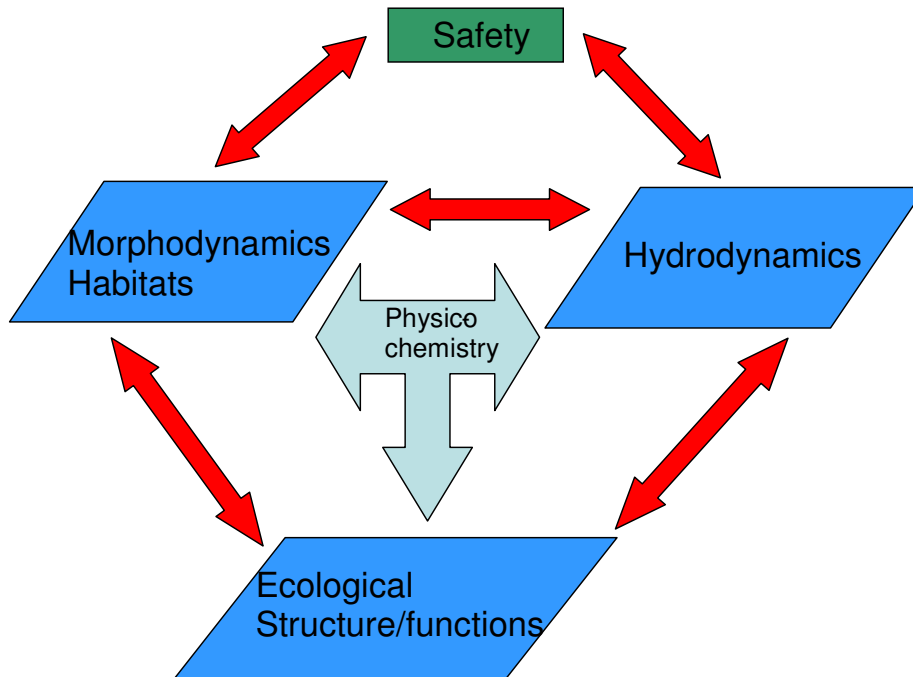 Safety
Morphodynamics
Habitats
Hydrodynamics
Physico-
chemistry
Ecological
Structure/functions